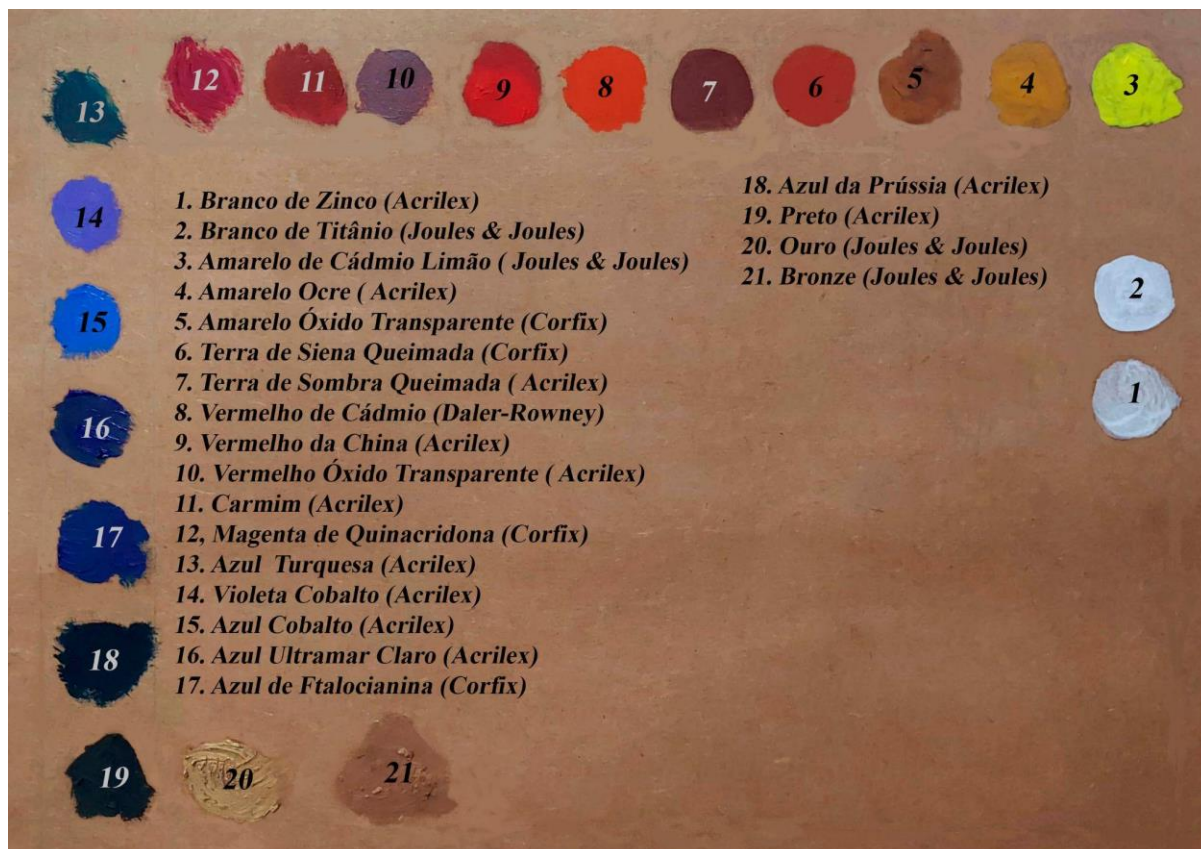 12
11
10
9
8
7
6
5
4
3
13
14
15
16
17
18
19
20
21
2
1
1. Branco de Zinco (Acrilex)
2. Branco de Titânio (Joules & Joules)
3. Amarelo de Cádmio Limão ( Joules & Joules)
4. Amarelo Ocre ( Acrilex)
5. Amarelo Óxido Transparente (Corfix)
6. Terra de Siena Queimada (Corfix)
7. Terra de Sombra Queimada ( Acrilex)
8. Vermelho de Cádmio (Daler-Rowney)
9. Vermelho da China (Acrilex)
10. Vermelho Óxido Transparente ( Acrilex)
11. Carmim (Acrilex)
12, Magenta de Quinacridona (Corfix)
13. Azul  Turquesa (Acrilex)
14. Violeta Cobalto (Acrilex)
15. Azul Cobalto (Acrilex)
16. Azul Ultramar Claro (Acrilex)
17. Azul de Ftalocianina (Corfix)
18. Azul da Prússia (Acrilex)
19. Preto (Acrilex)
20. Ouro (Joules & Joules)
21. Bronze (Joules & Joules)